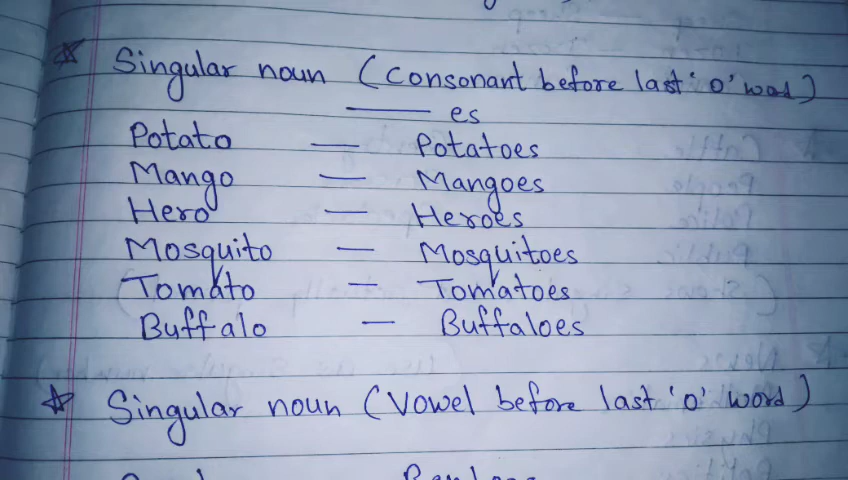 ☆ Singular noun (Consonant before last 'o' word)
—— es
Potato — Potatoes
Mango — Mangoes
Hero — Heroes
Mosquito — Mosquitoes
Tomato — Tomatoes
Buffalo — Buffaloes
☆ Singular noun (Vowel before last 'o' word)